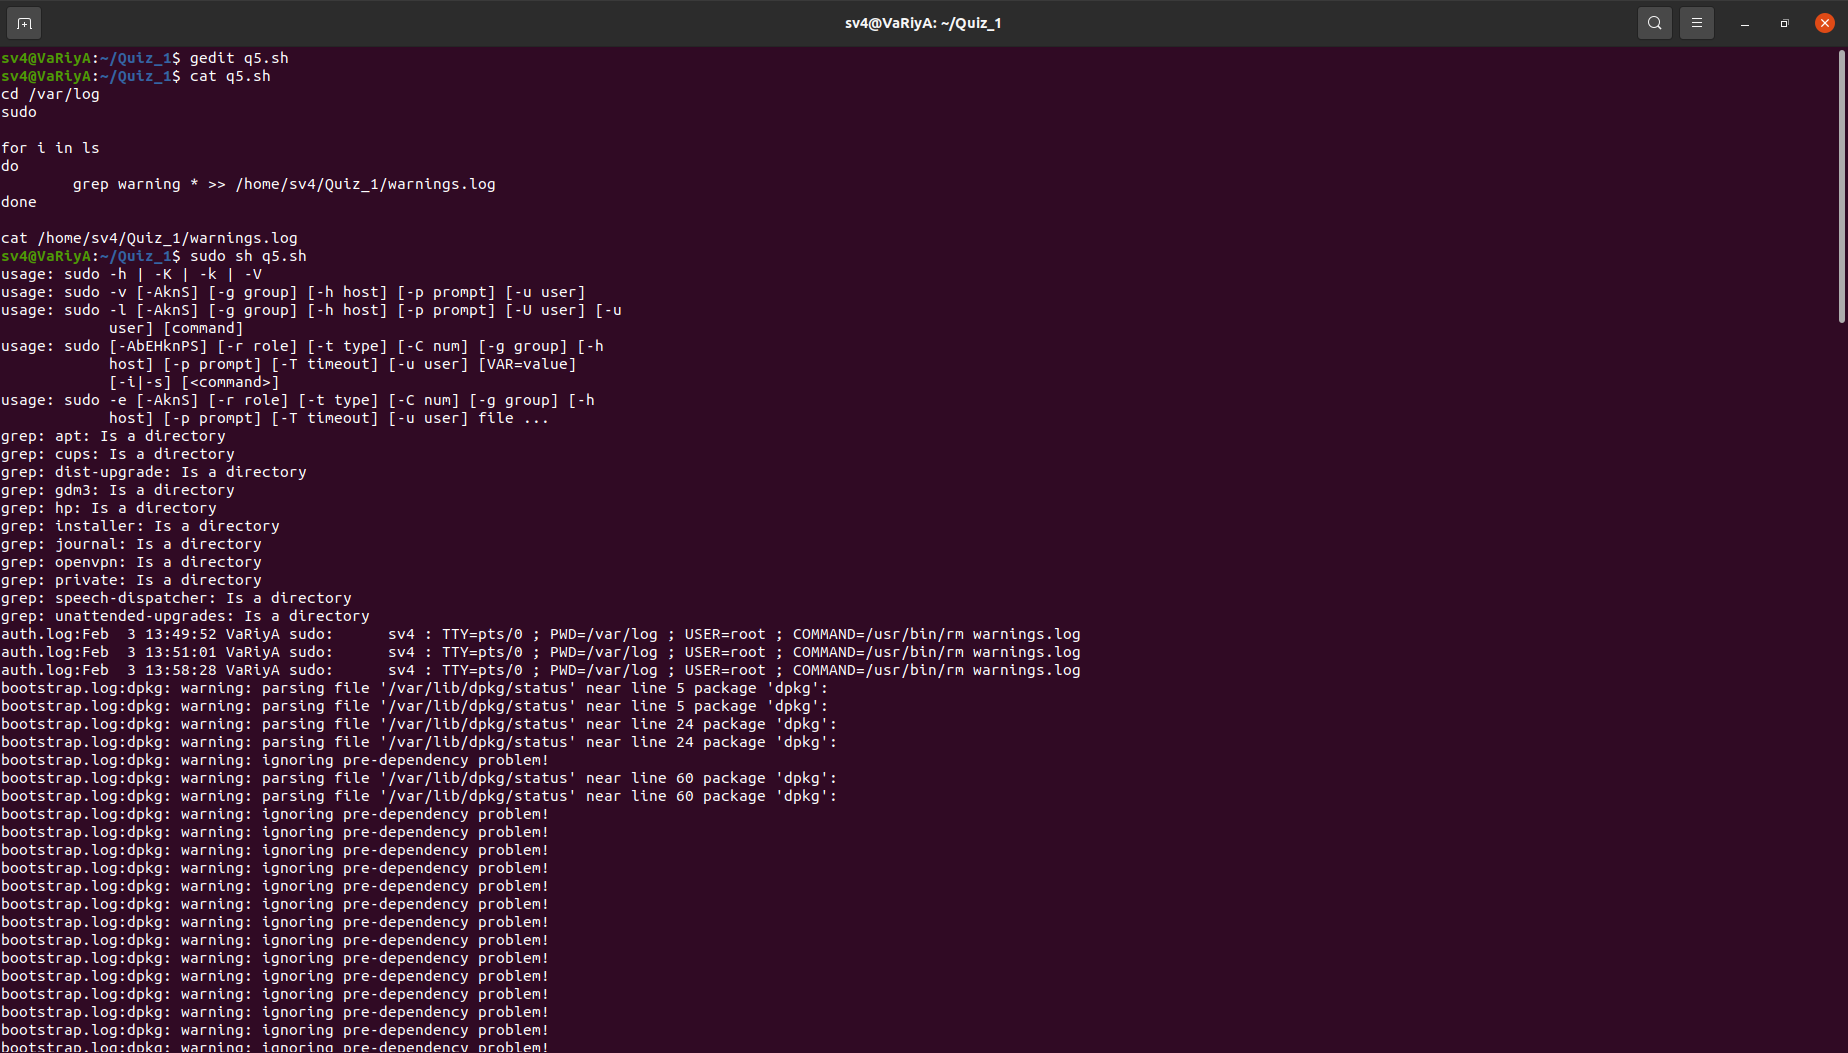 sv4@VaRiyA: ~/Quiz_1
sv4@VaRiyA:~/Quiz_1$ gedit q5.sh
sv4@VaRiyA:~/Quiz_1$ cat q5.sh
cd /var/log
sudo

for i in ls
do
        grep warning * >> /home/sv4/Quiz_1/warnings.log
done

cat /home/sv4/Quiz_1/warnings.log
sv4@VaRiyA:~/Quiz_1$ sudo sh q5.sh
usage: sudo -h | -K | -k | -V
usage: sudo -v [-AknS] [-g group] [-h host] [-p prompt] [-u user]
usage: sudo -l [-AknS] [-g group] [-h host] [-p prompt] [-U user] [-u
            user] [command]
usage: sudo [-AbEHknPS] [-r role] [-t type] [-C num] [-g group] [-h
            host] [-p prompt] [-T timeout] [-u user] [VAR=value]
            [-i|-s] [<command>]
usage: sudo -e [-AknS] [-r role] [-t type] [-C num] [-g group] [-h
            host] [-p prompt] [-T timeout] [-u user] file ...
grep: apt: Is a directory
grep: cups: Is a directory
grep: dist-upgrade: Is a directory
grep: gdm3: Is a directory
grep: hp: Is a directory
grep: installer: Is a directory
grep: journal: Is a directory
grep: openvpn: Is a directory
grep: private: Is a directory
grep: speech-dispatcher: Is a directory
grep: unattended-upgrades: Is a directory
auth.log:Feb  3 13:49:52 VaRiyA sudo:      sv4 : TTY=pts/0 ; PWD=/var/log ; USER=root ; COMMAND=/usr/bin/rm warnings.log
auth.log:Feb  3 13:51:01 VaRiyA sudo:      sv4 : TTY=pts/0 ; PWD=/var/log ; USER=root ; COMMAND=/usr/bin/rm warnings.log
auth.log:Feb  3 13:58:28 VaRiyA sudo:      sv4 : TTY=pts/0 ; PWD=/var/log ; USER=root ; COMMAND=/usr/bin/rm warnings.log
bootstrap.log:dpkg: warning: parsing file '/var/lib/dpkg/status' near line 5 package 'dpkg':
bootstrap.log:dpkg: warning: parsing file '/var/lib/dpkg/status' near line 5 package 'dpkg':
bootstrap.log:dpkg: warning: parsing file '/var/lib/dpkg/status' near line 24 package 'dpkg':
bootstrap.log:dpkg: warning: parsing file '/var/lib/dpkg/status' near line 24 package 'dpkg':
bootstrap.log:dpkg: warning: ignoring pre-dependency problem!
bootstrap.log:dpkg: warning: parsing file '/var/lib/dpkg/status' near line 60 package 'dpkg':
bootstrap.log:dpkg: warning: parsing file '/var/lib/dpkg/status' near line 60 package 'dpkg':
bootstrap.log:dpkg: warning: ignoring pre-dependency problem!
bootstrap.log:dpkg: warning: ignoring pre-dependency problem!
bootstrap.log:dpkg: warning: ignoring pre-dependency problem!
bootstrap.log:dpkg: warning: ignoring pre-dependency problem!
bootstrap.log:dpkg: warning: ignoring pre-dependency problem!
bootstrap.log:dpkg: warning: ignoring pre-dependency problem!
bootstrap.log:dpkg: warning: ignoring pre-dependency problem!
bootstrap.log:dpkg: warning: ignoring pre-dependency problem!
bootstrap.log:dpkg: warning: ignoring pre-dependency problem!
bootstrap.log:dpkg: warning: ignoring pre-dependency problem!
bootstrap.log:dpkg: warning: ignoring pre-dependency problem!
bootstrap.log:dpkg: warning: ignoring pre-dependency problem!
bootstrap.log:dpkg: warning: ignoring pre-dependency problem!
bootstrap.log:dpkg: warning: ignoring pre-dependency problem!